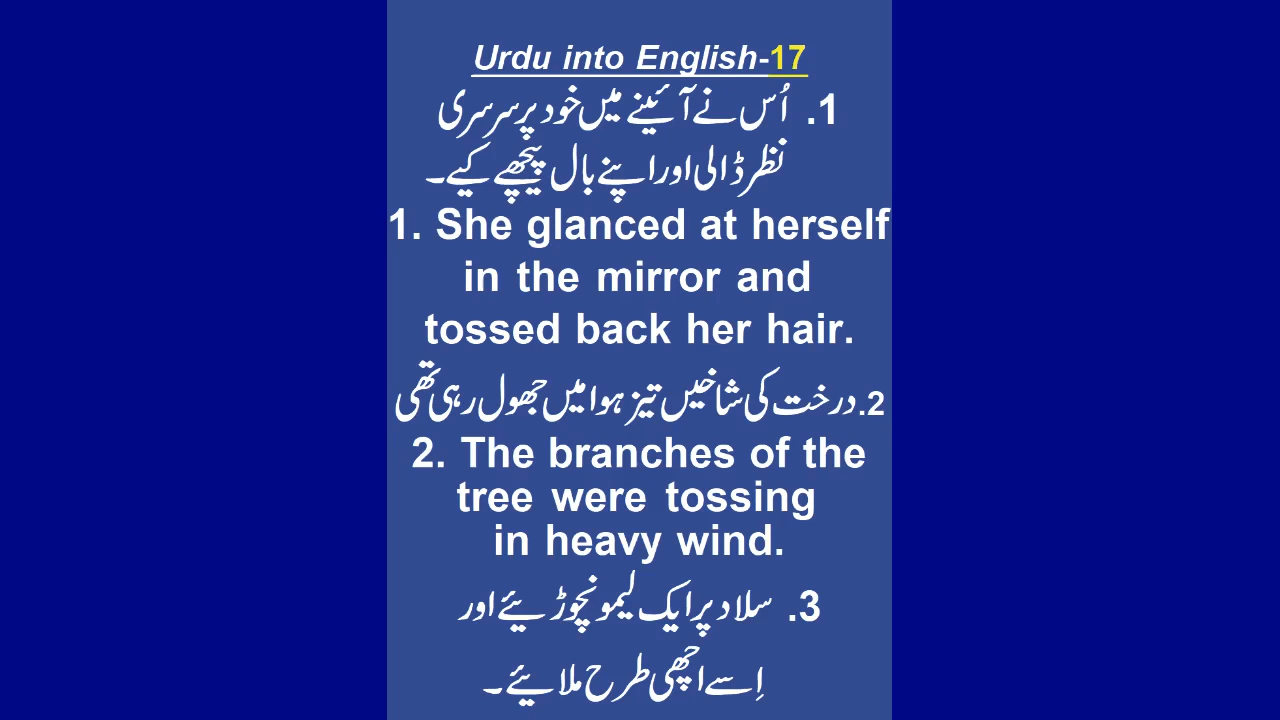 Urdu into English-17
1. اُس نے آئینے میں خود پر سرسری
نظر ڈالی اور اپنے بال پیچھے کیے۔
1. She glanced at herself
in the mirror and
tossed back her hair.
2. درخت کی شاخیں تیز ہوا میں جھول رہی تھی
2. The branches of the
tree were tossing
in heavy wind.
3. سلاد پر ایک لیمو نچوڑیئے اور
اِسے اچھی طرح ملائیے۔